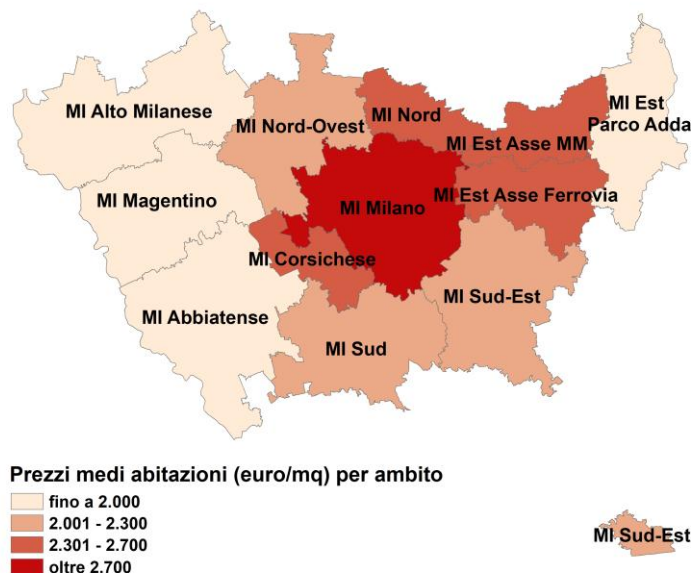 MI Alto Milanese
MI Nord-Ovest
MI Nord
MI Est
Parco Adda
MI Est Asse MM
MI Magentino
MI Milano
MI Est Asse Ferrovia
MI Corsichese
MI Abbiatense
MI Sud
MI Sud-Est
Prezzi medi abitazioni (euro/mq) per ambito
fino a 2.000
2.001 - 2.300
2.301 - 2.700
oltre 2.700
MI Sud-Est